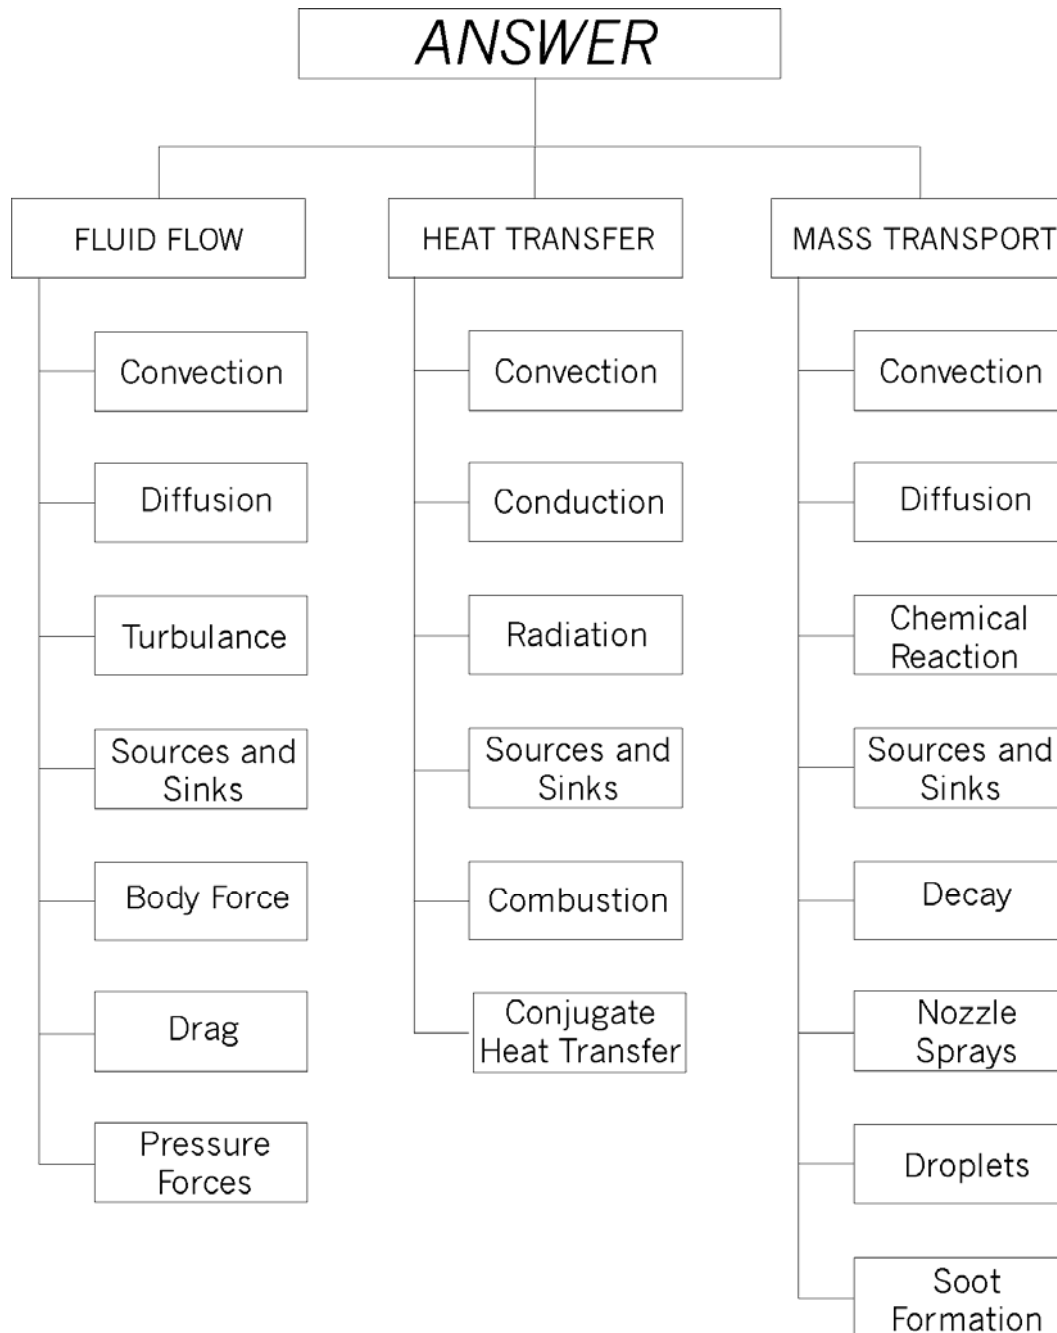 ANSWER
FLUID FLOW
Convection
Diffusion
Turbulance
Sources and
Sinks
Body Force
Drag
Pressure
Forces
HEAT TRANSFER
Convection
Conduction
Radiation
Sources and
Sinks
Combustion
Conjugate
Heat Transfer
MASS TRANSPORT
Convection
Diffusion
Chemical
Reaction
Sources and
Sinks
Decay
Nozzle
Sprays
Droplets
Soot
Formation